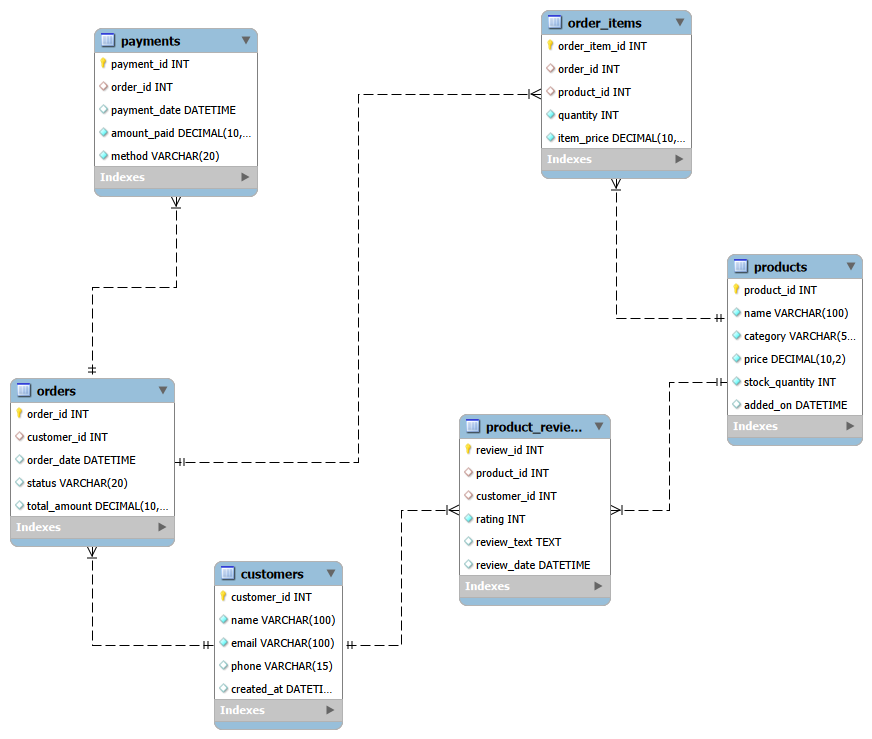 payments
payment_id INT
order_id INT
payment_date DATETIME
amount_paid DECIMAL(10,...
method VARCHAR(20)
Indexes
order_items
order_item_id INT
order_id INT
product_id INT
quantity INT
item_price DECIMAL(10,...
Indexes
products
product_id INT
name VARCHAR(100)
category VARCHAR(5...
price DECIMAL(10,2)
stock_quantity INT
added_on DATETIME
Indexes
orders
order_id INT
customer_id INT
order_date DATETIME
status VARCHAR(20)
total_amount DECIMAL(10,...
Indexes
product_revie...
review_id INT
product_id INT
customer_id INT
rating INT
review_text TEXT
review_date DATETIME
Indexes
customers
customer_id INT
name VARCHAR(100)
email VARCHAR(100)
phone VARCHAR(15)
created_at DATETI...
Indexes